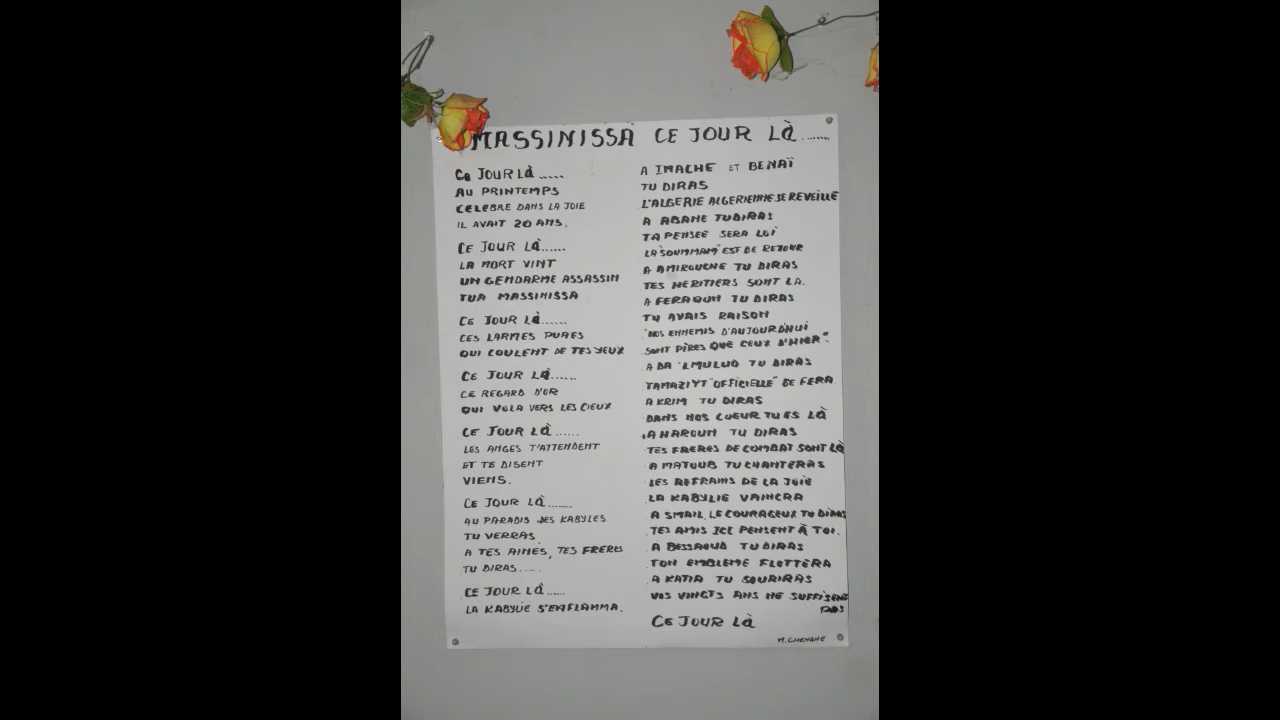 MASSINISSA CE JOUR LÀ.......
CE JOUR LÀ......
AU PRINTEMPS
CELEBRE DANS LA JOIE
IL AVAIT 20 ANS.
CE JOUR LÀ......
LA MORT VINT
UN GENDARME ASSASSIN
TUA MASSINISSA
CE JOUR LÀ......
CES LARMES PURES
QUI COULENT DE TES YEUX
CE JOUR LÀ......
CE REGARD D'OR
QUI VOLA VERS LES CIEUX
CE JOUR LÀ......
LES ANGES T'ATTENDENT
ET TE DISENT
VIENS.
CE JOUR LÀ.......
AU PARADIS DES KABYLES
TU VERRAS
A TES AINES, TES FRERES
TU DIRAS.....
CE JOUR LÀ......
LA KABYLIE S'ENFLAMMA.
A IMACHE ET BENAÏ
TU DIRAS
L'ALGERIE ALGERIENNE SE REVEILLE
A ABANE TU DIRAS
TA PENSEE SERA LOI
LA "SOUMMAM" EST DE RETOUR
A AMIROUCHE TU DIRAS
TES HERITIERS SONT LA.
A FERAOUN TU DIRAS
TU AVAIS RAISON
"NOS ENNEMIS D'AUJOURD'HUI
SONT PIRES QUE CEUX D'HIER".
A DA 'LMULUD TU DIRAS
TAMAZIYT "OFFICIELLE" SE FERA
A KRIM TU DIRAS
DANS NOS COEUR TU ES LÀ
A HAROUN TU DIRAS
TES FRERES DE COMBAT SONT LÀ
A MATOUB TU CHANTERAS
LES REFRAINS DE LA JOIE
LA KABYLIE VAINCRA
A SMAIL LE COURAGEUX TU DIRAS
TES AMIS ICI PENSENT À TOI.
A BESSAOUD TU DIRAS
TON EMBLEME FLOTTERA
A KATIA TU SOURIRAS
VOS VINGTS ANS NE SUFFISENT
PAS
CE JOUR LÀ
M. CHENANE